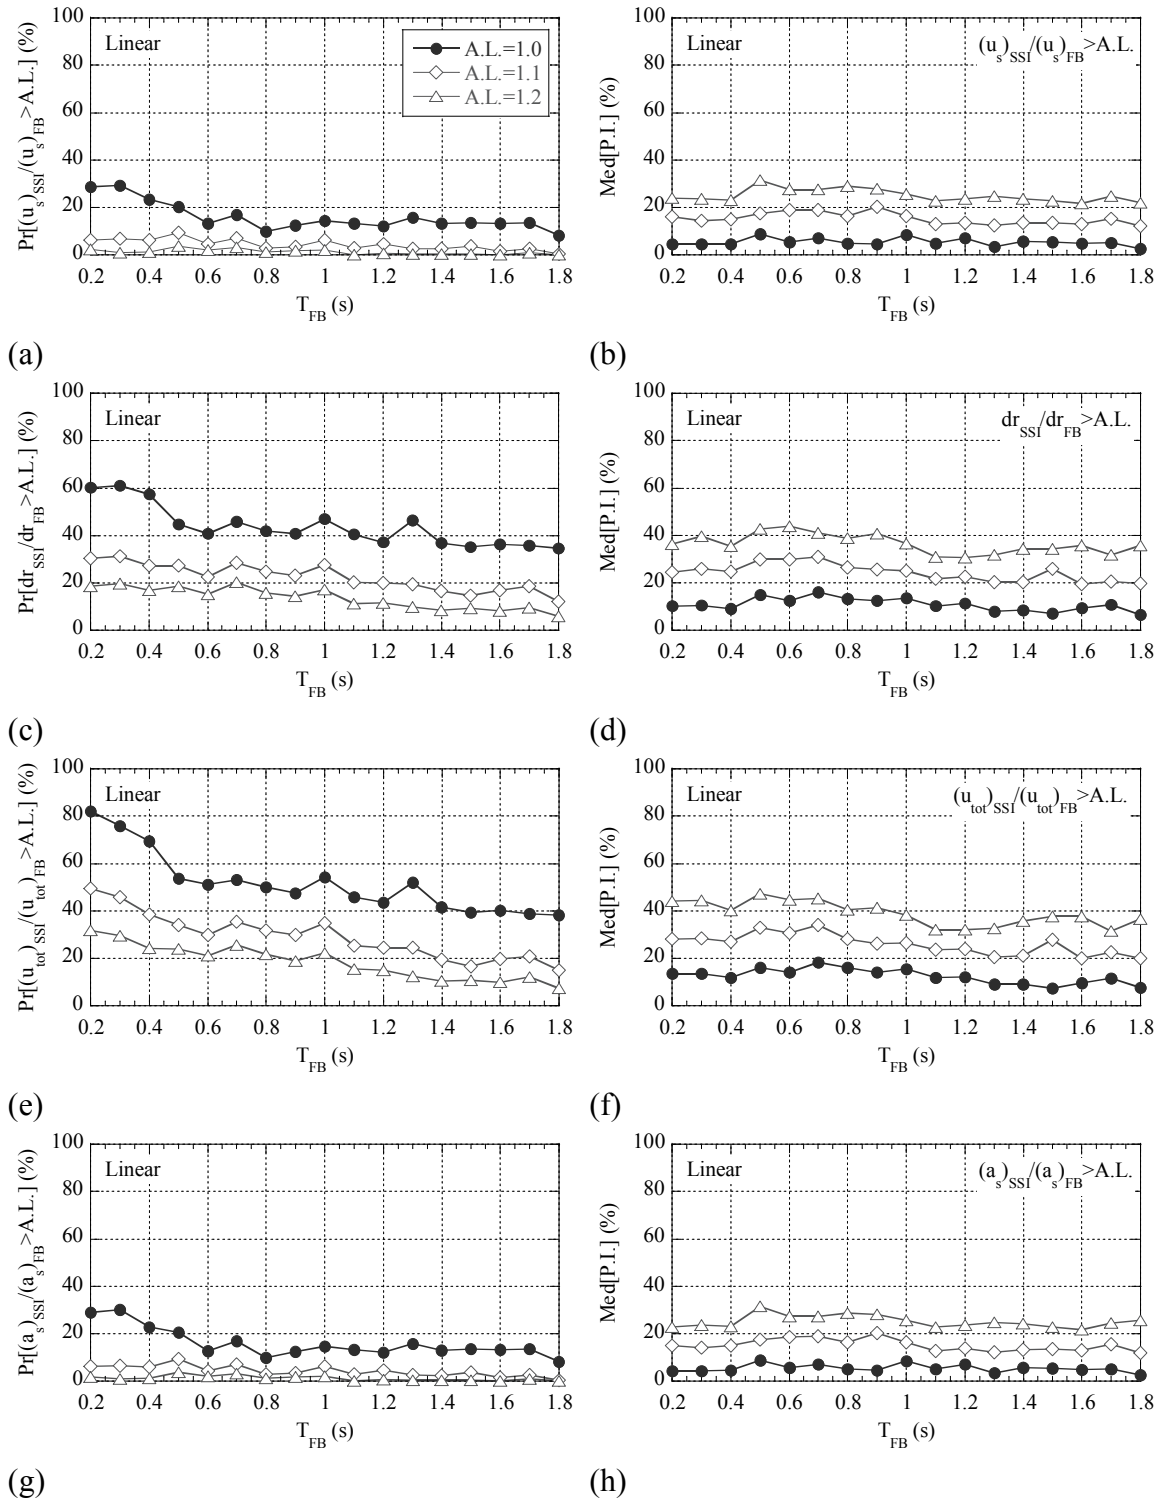 Pr[(u_s)_SSI/(u_s)_FB>A.L.] (%)
100
80
60
40
20
0
Linear
A.L.=1.0
A.L.=1.1
A.L.=1.2
0.2 0.4 0.6 0.8 1 1.2 1.4 1.6 1.8
T_FB (s)
(a)
Med[P.I.] (%)
100
80
60
40
20
0
Linear
(u_s)_SSI/(u_s)_FB>A.L.
0.2 0.4 0.6 0.8 1 1.2 1.4 1.6 1.8
T_FB (s)
(b)
Pr[dr_SSI/dr_FB>A.L.] (%)
100
80
60
40
20
0
Linear
0.2 0.4 0.6 0.8 1 1.2 1.4 1.6 1.8
T_FB (s)
(c)
Med[P.I.] (%)
100
80
60
40
20
0
Linear
dr_SSI/dr_FB>A.L.
0.2 0.4 0.6 0.8 1 1.2 1.4 1.6 1.8
T_FB (s)
(d)
Pr[(u_tot)_SSI/(u_tot)_FB>A.L.] (%)
100
80
60
40
20
0
Linear
0.2 0.4 0.6 0.8 1 1.2 1.4 1.6 1.8
T_FB (s)
(e)
Med[P.I.] (%)
100
80
60
40
20
0
Linear
(u_tot)_SSI/(u_tot)_FB>A.L.
0.2 0.4 0.6 0.8 1 1.2 1.4 1.6 1.8
T_FB (s)
(f)
Pr[(a_s)_SSI/(a_s)_FB>A.L.] (%)
100
80
60
40
20
0
Linear
0.2 0.4 0.6 0.8 1 1.2 1.4 1.6 1.8
T_FB (s)
(g)
Med[P.I.] (%)
100
80
60
40
20
0
Linear
(a_s)_SSI/(a_s)_FB>A.L.
0.2 0.4 0.6 0.8 1 1.2 1.4 1.6 1.8
T_FB (s)
(h)